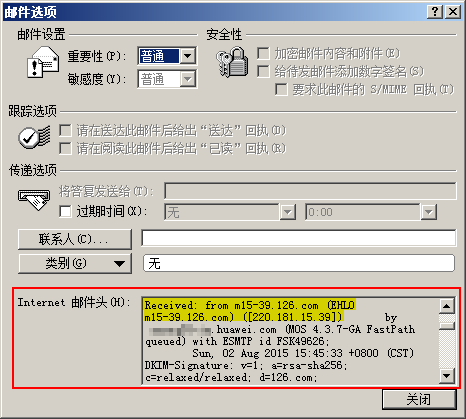 邮件选项
邮件设置
安全性
重要性(P): 普通
敏感度(Y): 普通
加密邮件内容和附件(E)
给待发邮件添加数字签名(S)
要求此邮件的 S/MIME 回执(T)
跟踪选项
请在送达此邮件后给出“送达”回执(D)
请在阅读此邮件后给出“已读”回执(R)
传递选项
将答复发送给(T):
过期时间(X): 无 0:00
联系人(C)...
类别(G) 无
Internet 邮件头(H): Received: from m15-39.126.com (EHLO
m15-39.126.com) ([220.181.15.39]) by
.huawei.com (MOS 4.3.7-GA FastPath
queued) with ESMTP id FSK49626;
Sun, 02 Aug 2015 15:45:33 +0800 (CST)
DKIM-Signature: v=1; a=rsa-sha256;
c=relaxed/relaxed; d=126.com;
关闭